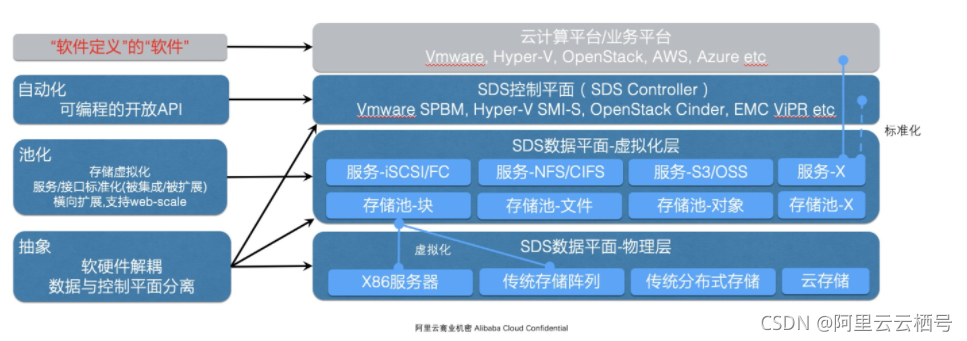 “软件定义”的“软件”
云计算平台/业务平台
Vmware, Hyper-V, OpenStack, AWS, Azure etc
自动化
可编程的开放API
SDS控制平面（SDS Controller）
Vmware SPBM, Hyper-V SMI-S, OpenStack Cinder, EMC ViPR etc
标准化
池化
存储虚拟化
服务/接口标准化(被集成/被扩展)
横向扩展,支持web-scale
SDS数据平面-虚拟化层
服务-iSCSI/FC
服务-NFS/CIFS
服务-S3/OSS
服务-X
存储池-块
存储池-文件
存储池-对象
存储池-X
抽象
软硬件解耦
数据与控制平面分离
虚拟化
SDS数据平面-物理层
X86服务器
传统存储阵列
传统分布式存储
云存储
阿里云商业机密 Alibaba Cloud Confidential
CSDN @阿里云云栖号